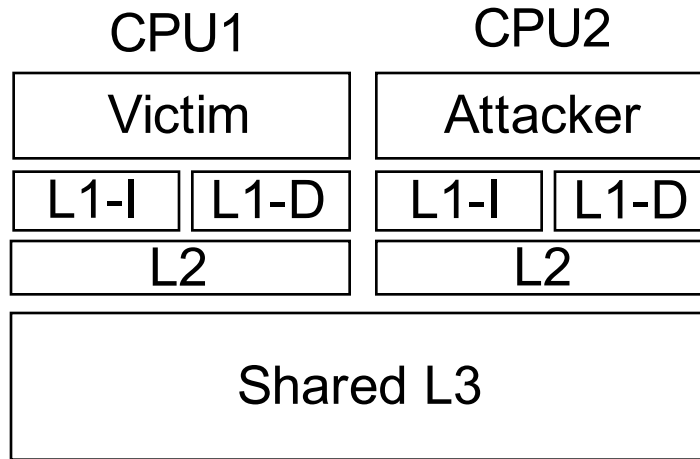 CPU1 CPU2
Victim Attacker
L1-I L1-D L1-I L1-D
L2 L2
Shared L3